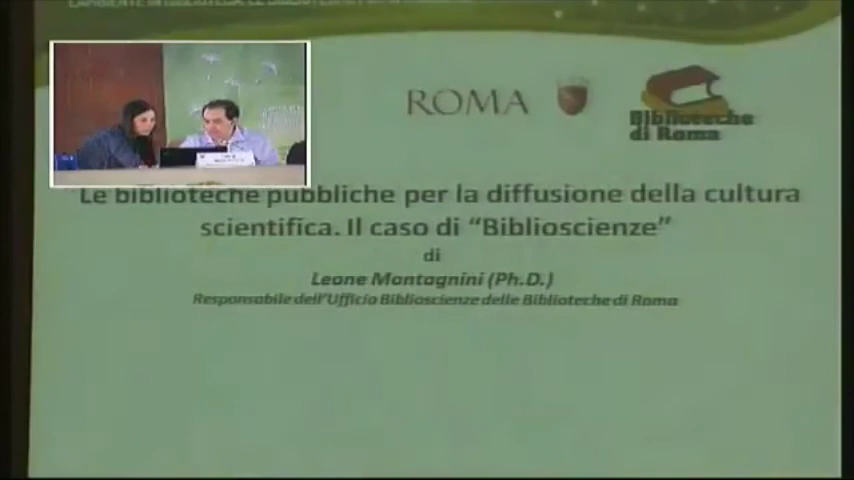 ROMA
Biblioteche
di Roma
Le biblioteche pubbliche per la diffusione della cultura
scientifica. Il caso di “Biblioscienze”
di
Leone Montagnini (Ph.D.)
Responsabile dell'Ufficio Biblioscienze delle Biblioteche di Roma